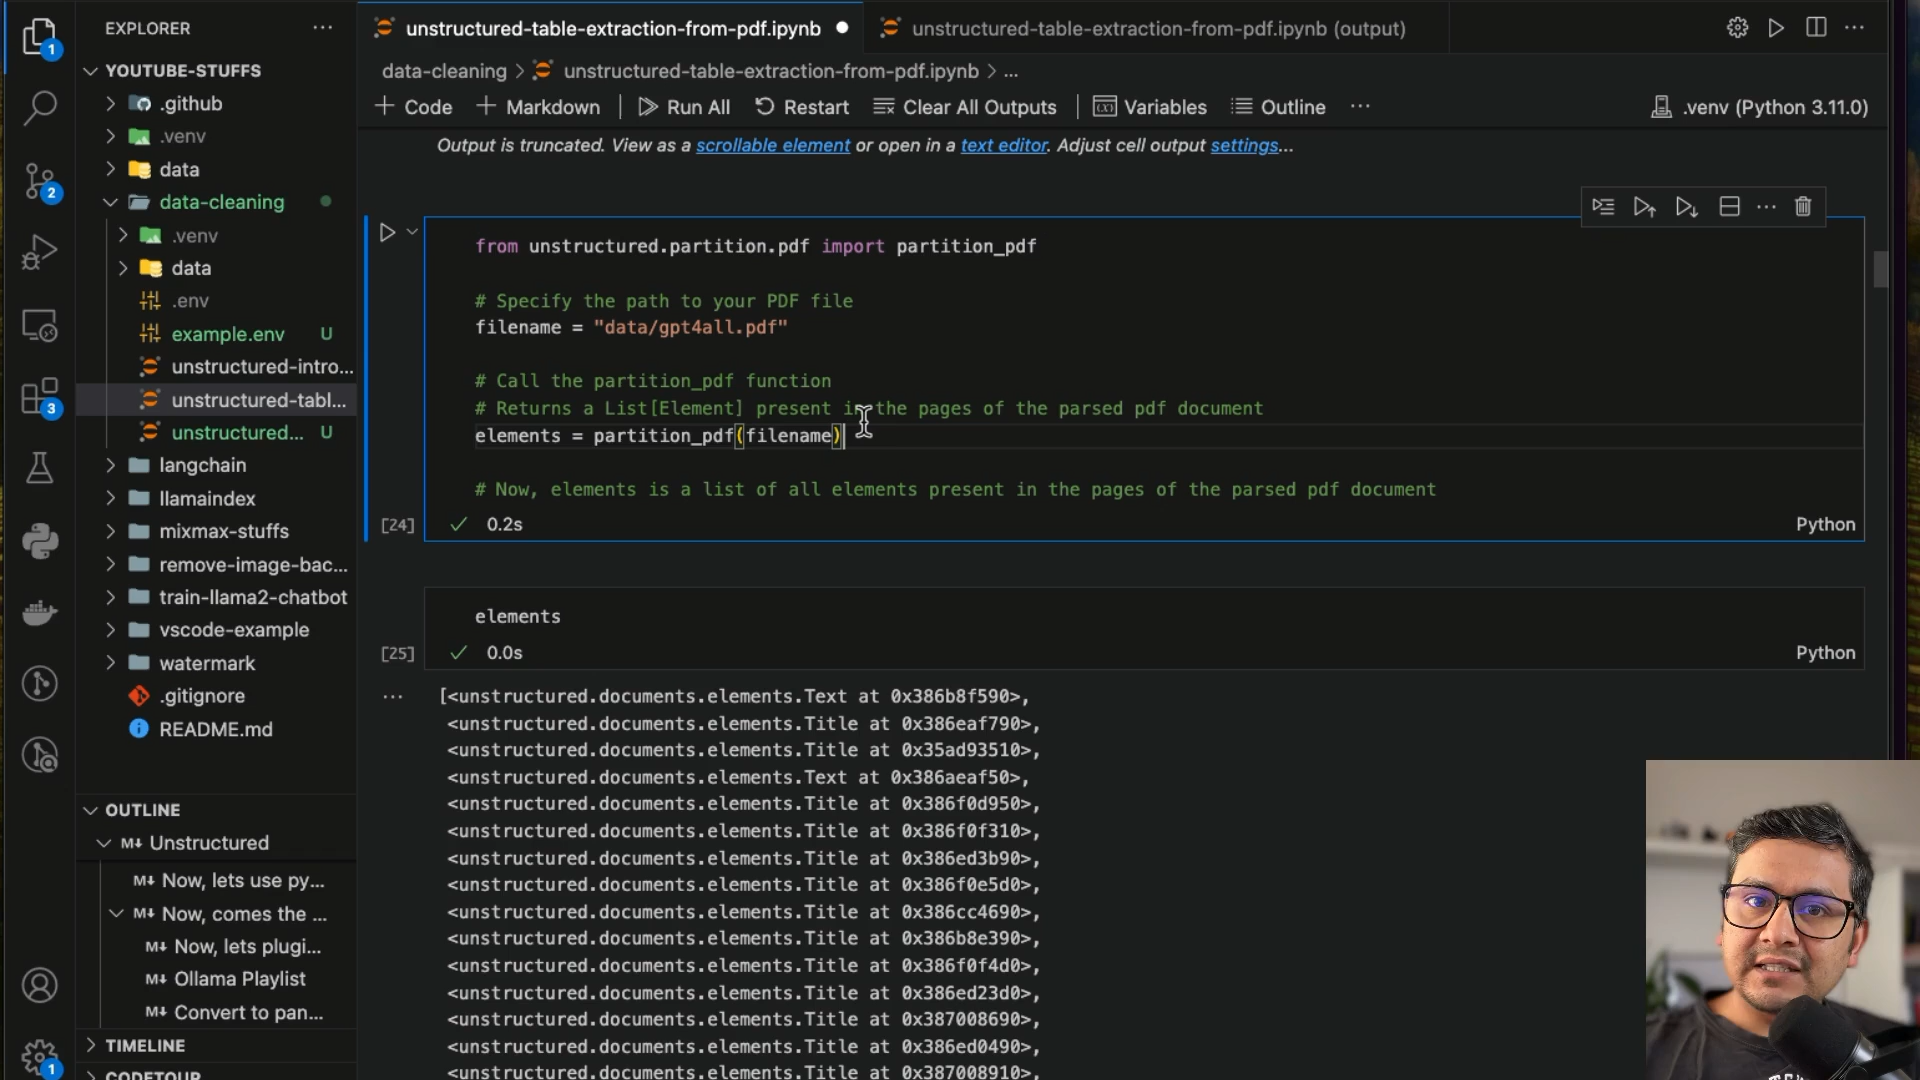 EXPLORER
YOUTUBE-STUFFS
.github
.venv
data
data-cleaning
.venv
data
.env
example.env U
unstructured-intro...
unstructured-tabl...
unstructured... U
langchain
llamaindex
mixmax-stuffs
remove-image-bac...
train-llama2-chatbot
vscode-example
watermark
.gitignore
README.md
OUTLINE
M↓ Unstructured
M↓ Now, lets use py...
M↓ Now, comes the ...
M↓ Now, lets plugi...
M↓ Ollama Playlist
M↓ Convert to pan...
TIMELINE
CODETOUR
1
2
3
1
unstructured-table-extraction-from-pdf.ipynb
unstructured-table-extraction-from-pdf.ipynb (output)
data-cleaning > unstructured-table-extraction-from-pdf.ipynb > ...
+ Code + Markdown Run All Restart Clear All Outputs Variables Outline ... .venv (Python 3.11.0)
Output is truncated. View as a scrollable element or open in a text editor. Adjust cell output settings...
from unstructured.partition.pdf import partition_pdf
# Specify the path to your PDF file
filename = "data/gpt4all.pdf"
# Call the partition_pdf function
# Returns a List[Element] present in the pages of the parsed pdf document
elements = partition_pdf(filename)
# Now, elements is a list of all elements present in the pages of the parsed pdf document
[24] 0.2s Python
elements
[25] 0.0s Python
[<unstructured.documents.elements.Text at 0x386b8f590>,
<unstructured.documents.elements.Title at 0x386eaf790>,
<unstructured.documents.elements.Title at 0x35ad93510>,
<unstructured.documents.elements.Text at 0x386aeaf50>,
<unstructured.documents.elements.Title at 0x386f0d950>,
<unstructured.documents.elements.Title at 0x386f0f310>,
<unstructured.documents.elements.Title at 0x386ed3b90>,
<unstructured.documents.elements.Title at 0x386f0e5d0>,
<unstructured.documents.elements.Title at 0x386cc4690>,
<unstructured.documents.elements.Title at 0x386b8e390>,
<unstructured.documents.elements.Title at 0x386f0f4d0>,
<unstructured.documents.elements.Title at 0x386ed23d0>,
<unstructured.documents.elements.Title at 0x387008690>,
<unstructured.documents.elements.Title at 0x386ed0490>,
<unstructured.documents.elements.Title at 0x387008910>,